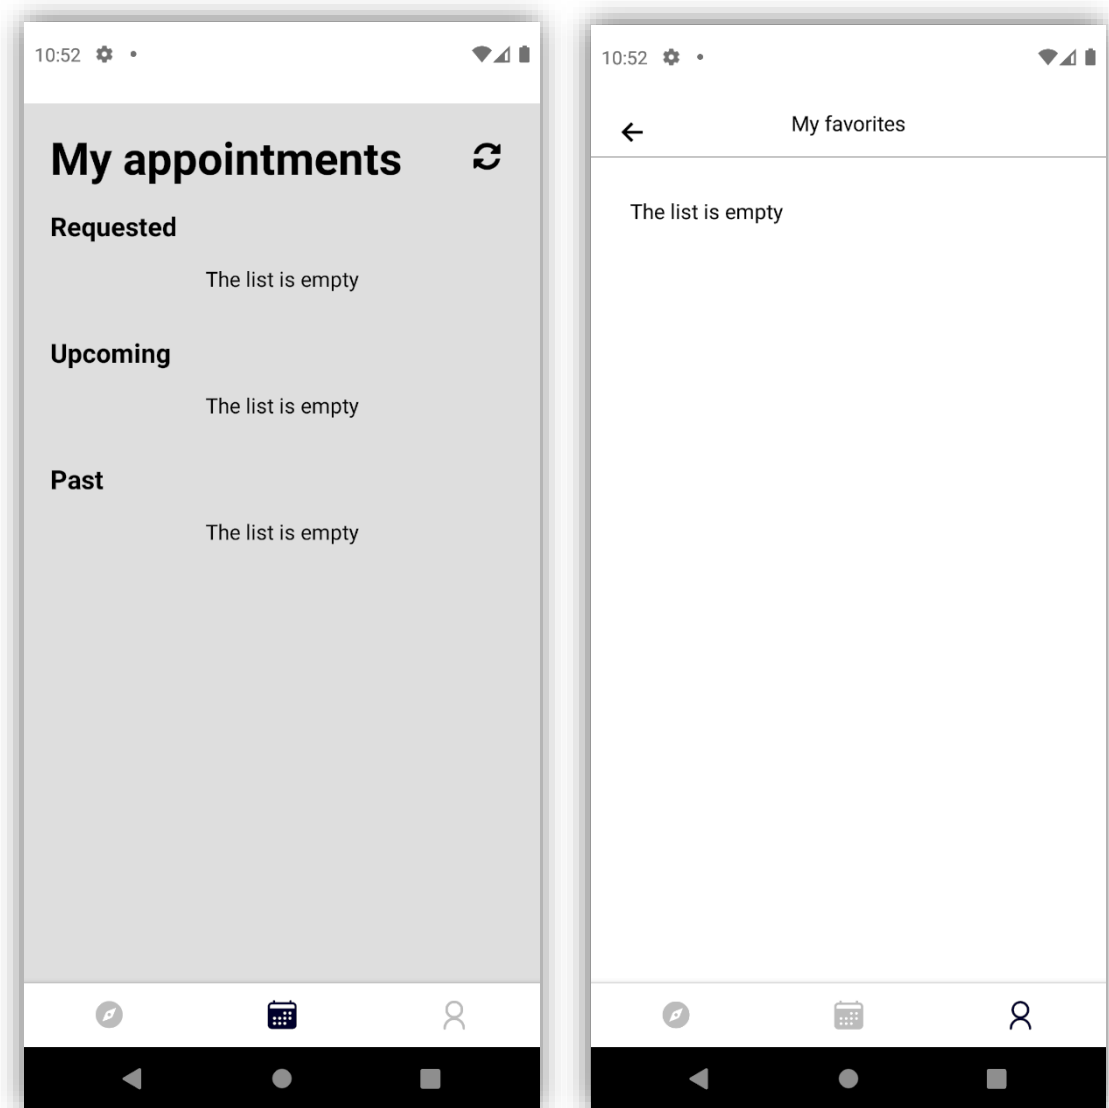 10:52
My appointments
Requested
The list is empty
Upcoming
The list is empty
Past
The list is empty
10:52
My favorites
The list is empty